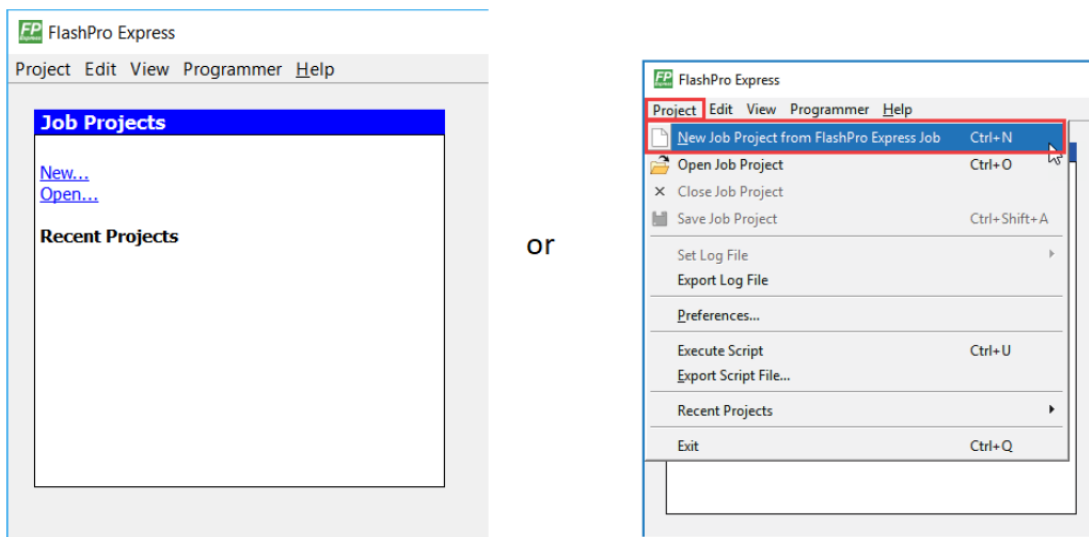 FP
Express
FlashPro Express
Project Edit View Programmer Help
Job Projects
New...
Open...
Recent Projects
or
FP
Express
FlashPro Express
Project Edit View Programmer Help
New Job Project from FlashPro Express Job Ctrl+N
Open Job Project Ctrl+O
Close Job Project
Save Job Project Ctrl+Shift+A
Set Log File
Export Log File
Preferences...
Execute Script Ctrl+U
Export Script File...
Recent Projects
Exit Ctrl+Q